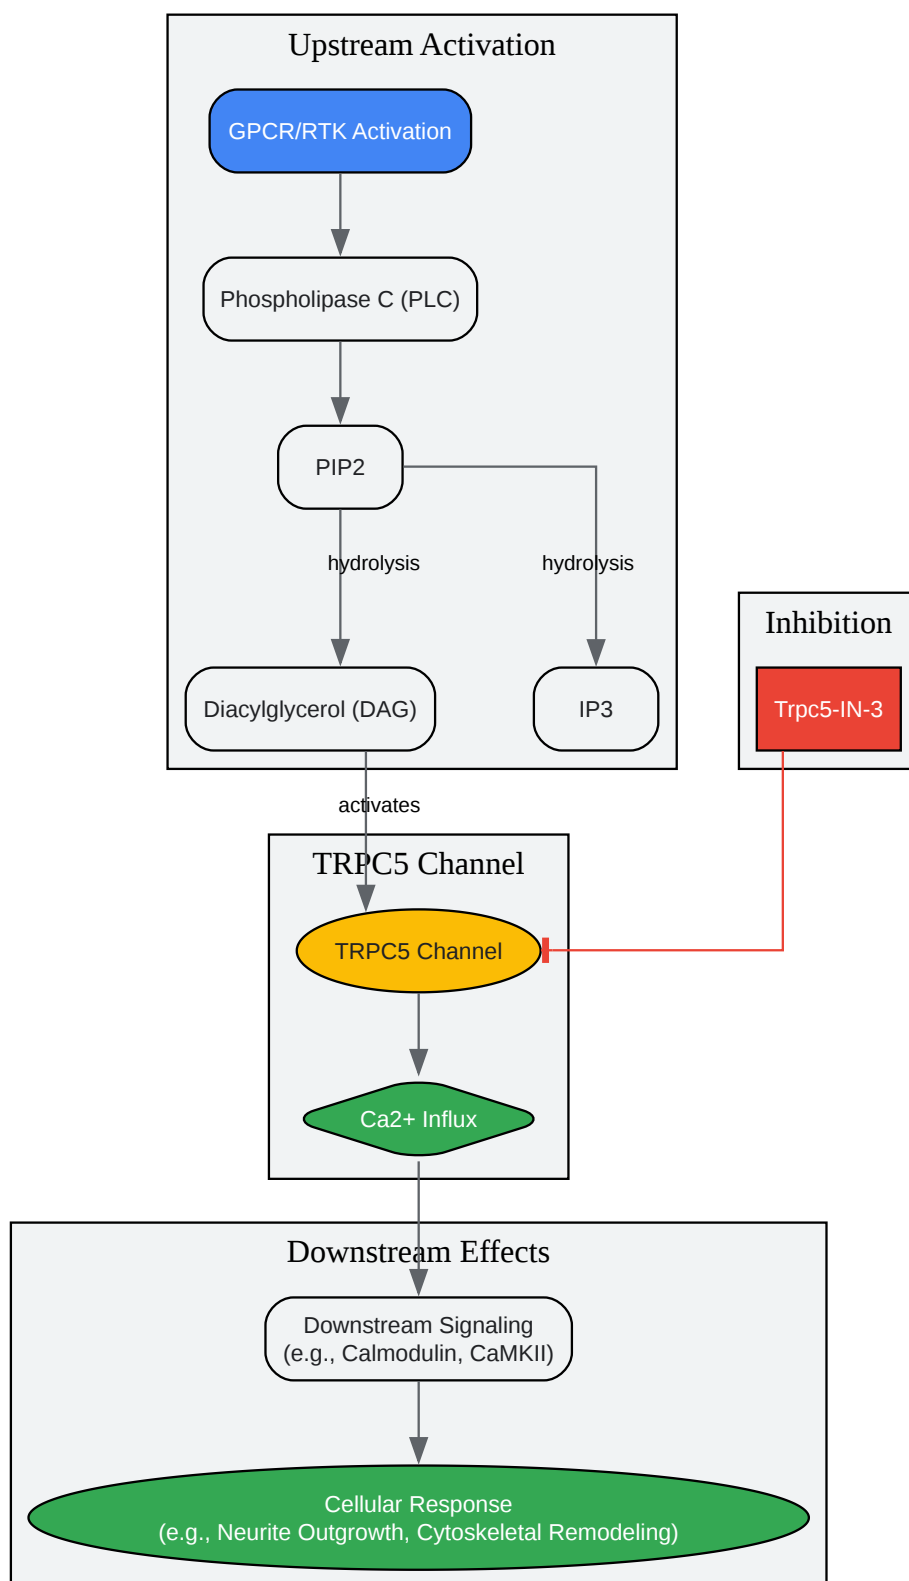 Upstream Activation
GPCR/RTK Activation
Phospholipase C (PLC)
PIP2
hydrolysis
hydrolysis
Diacylglycerol (DAG)
IP3
Inhibition
Trpc5-IN-3
activates
TRPC5 Channel
TRPC5 Channel
Ca2+ Influx
Downstream Effects
Downstream Signaling
(e.g., Calmodulin, CaMKII)
Cellular Response
(e.g., Neurite Outgrowth, Cytoskeletal Remodeling)